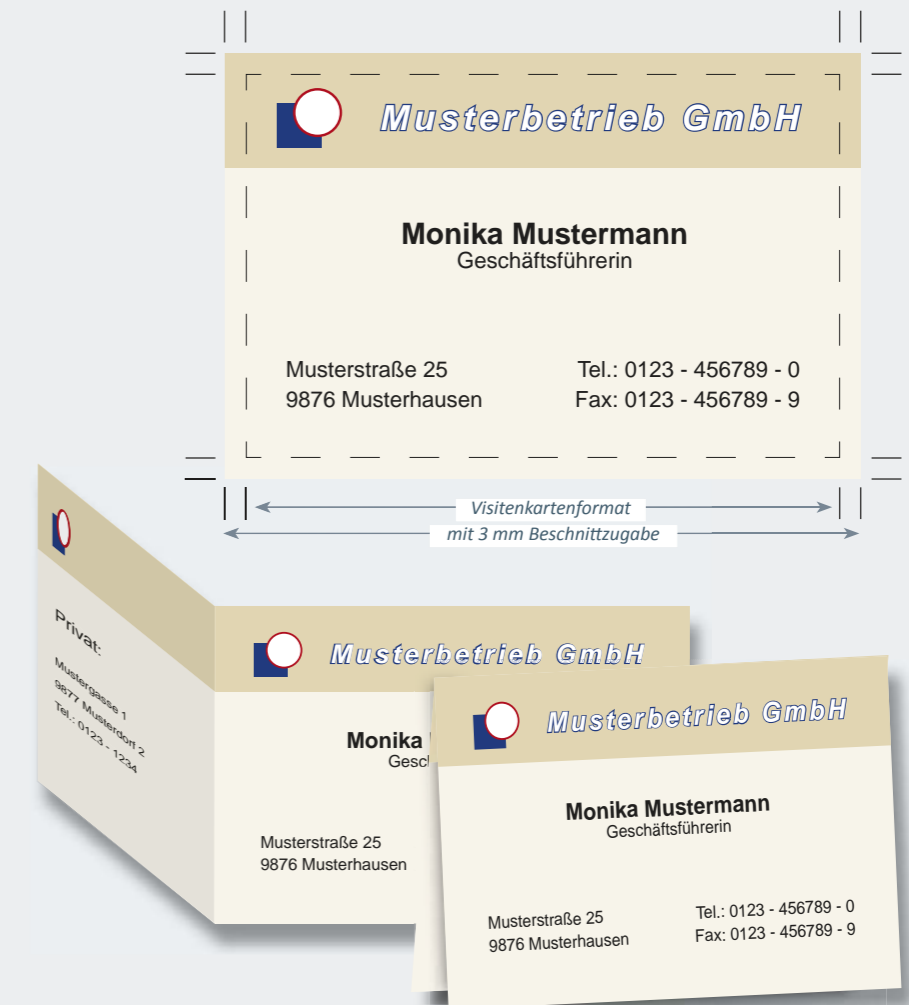 Musterbetrieb GmbH
Monika Mustermann
Geschäftsführerin
Musterstraße 25
9876 Musterhausen
Tel.: 0123 - 456789 - 0
Fax: 0123 - 456789 - 9
Visitenkartenformat
mit 3 mm Beschnittzugabe
Privat:
Mustergasse 1
9877 Musterdorf 2
Tel.: 0123 - 1234
Musterbetrieb GmbH
Monika
Musterstraße 25
9876 Musterhausen
Musterbetrieb GmbH
Monika Mustermann
Geschäftsführerin
Musterstraße 25
9876 Musterhausen
Tel.: 0123 - 456789 - 0
Fax: 0123 - 456789 - 9